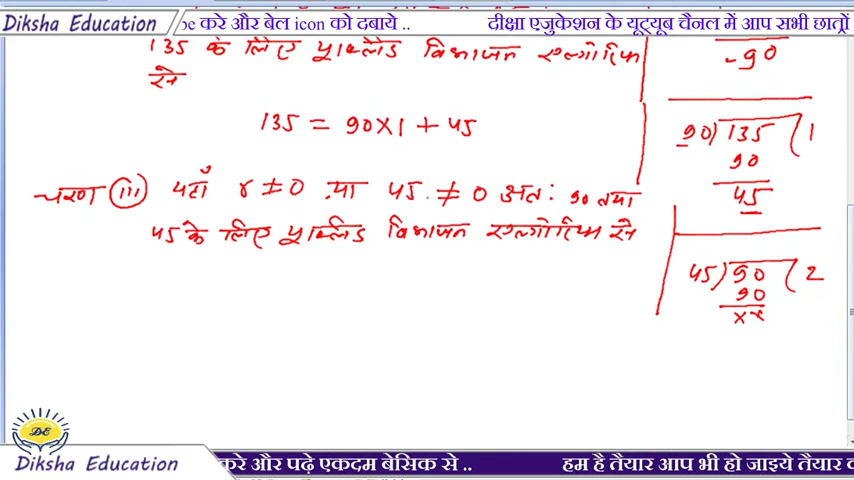 Diksha Education be करे और बेल icon को दबाये .. दीक्षा एजुकेशन के यूट्यूब चैनल में आप सभी छात्रों
135 के लिए यूक्लिड विभाजन एल्गोरिथ्म
से
135 = 90×1 + 45
चरण (iii) यहाँ r ≠ 0 या 45 ≠ 0 अतः 90 तथा
45 के लिए यूक्लिड विभाजन एल्गोरिथ्म से
-90
90)135(1
90
45
45)90(2
90
××
DE
Diksha Education करे और पढ़े एकदम बेसिक से .. हम है तैयार आप भी हो जाइये तैयार